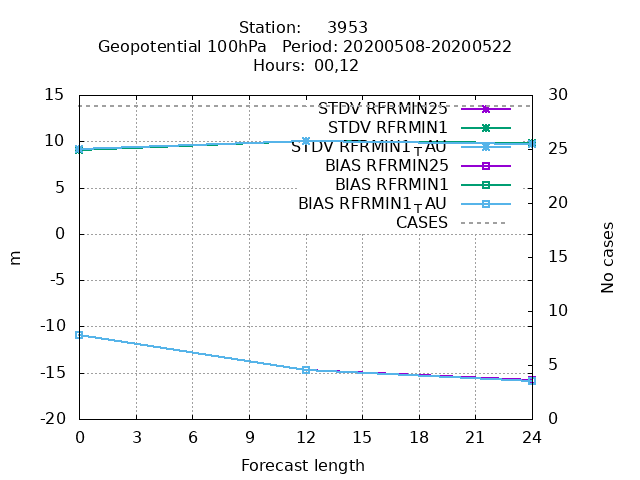 Station: 3953
Geopotential 100hPa Period: 20200508-20200522
Hours: 00,12
15 30
STDV RFRMIN25
STDV RFRMIN1
10 25
STDV RFRMIN1TAU
BIAS RFRMIN25
5 BIAS RFRMIN1
BIAS RFRMIN1TAU 20
CASES
0
m
No cases
15
-5
10
-10
5
-15
-20 0
0 3 6 9 12 15 18 21 24
Forecast length